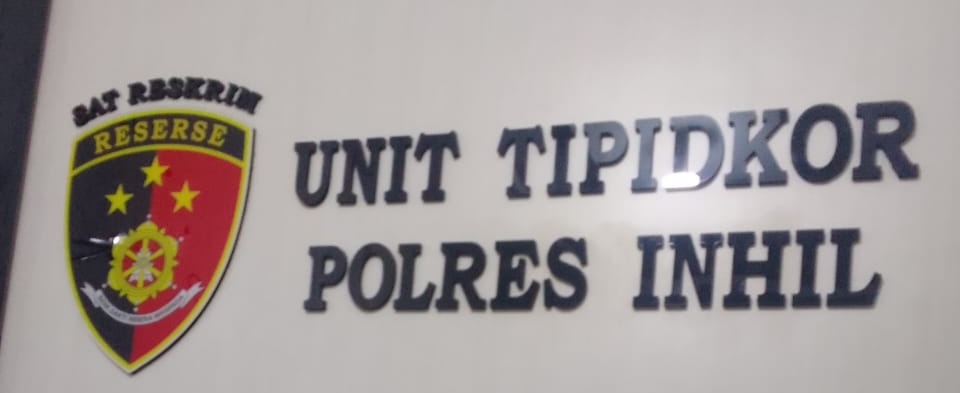 SAT RESKRIM
RESERSE
UNIT TIPIDKOR
POLRES INHIL